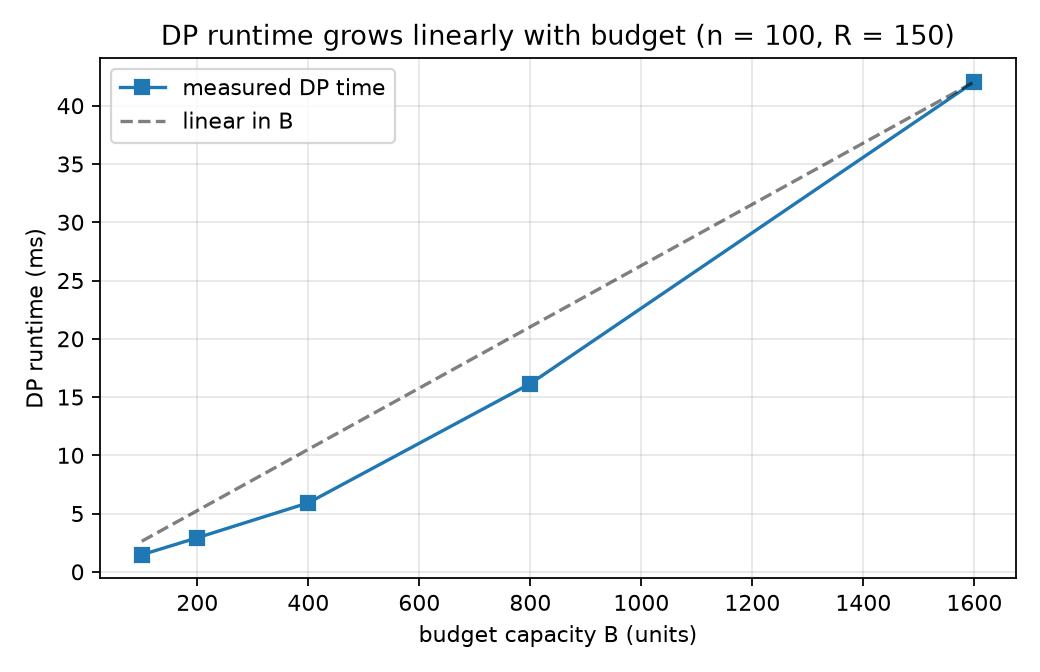 DP runtime grows linearly with budget (n = 100, R = 150)
measured DP time
linear in B
DP runtime (ms)
40
35
30
25
20
15
10
5
0
200 400 600 800 1000 1200 1400 1600
budget capacity B (units)